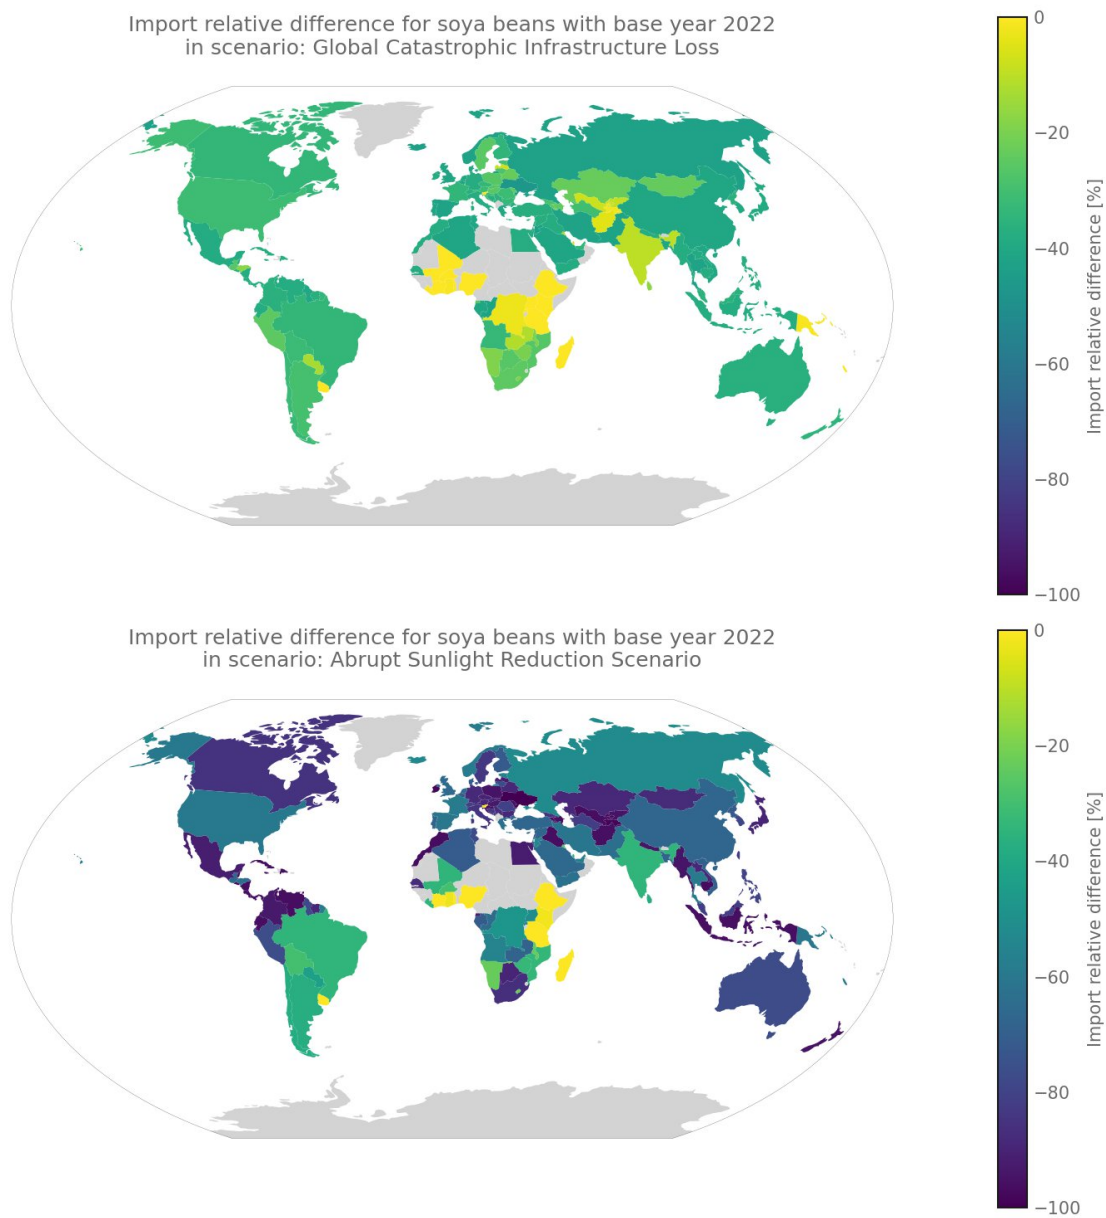 Import relative difference for soya beans with base year 2022
in scenario: Global Catastrophic Infrastructure Loss
0
−20
−40
−60
−80
−100
Import relative difference [%]
Import relative difference for soya beans with base year 2022
in scenario: Abrupt Sunlight Reduction Scenario
0
−20
−40
−60
−80
−100
Import relative difference [%]